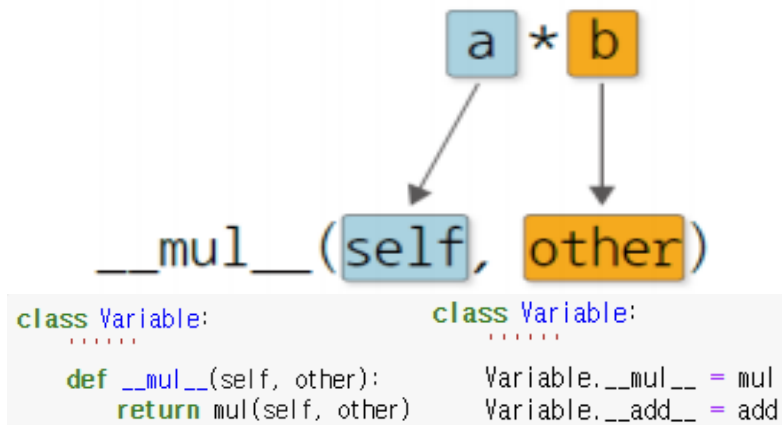 a * b
__mul__(self, other)
class Variable:
......
def __mul__(self, other):
return mul(self, other)
class Variable:
......
Variable.__mul__ = mul
Variable.__add__ = add